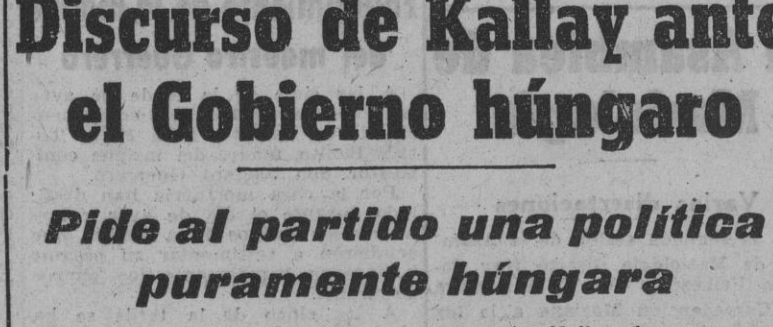 Discurso de Kallay ante
el Gobierno húngaro
Pide al partido una política
puramente húngara